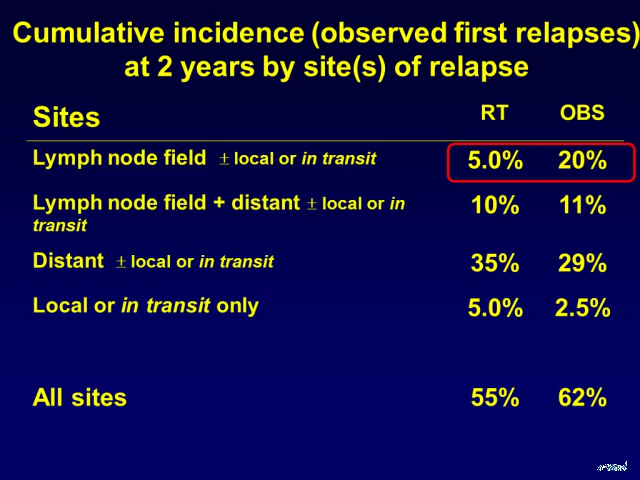 Cumulative incidence (observed first relapses)
at 2 years by site(s) of relapse
Sites RT OBS
Lymph node field ± local or in transit 5.0% 20%
Lymph node field + distant ± local or in
transit 10% 11%
Distant ± local or in transit 35% 29%
Local or in transit only 5.0% 2.5%
All sites 55% 62%